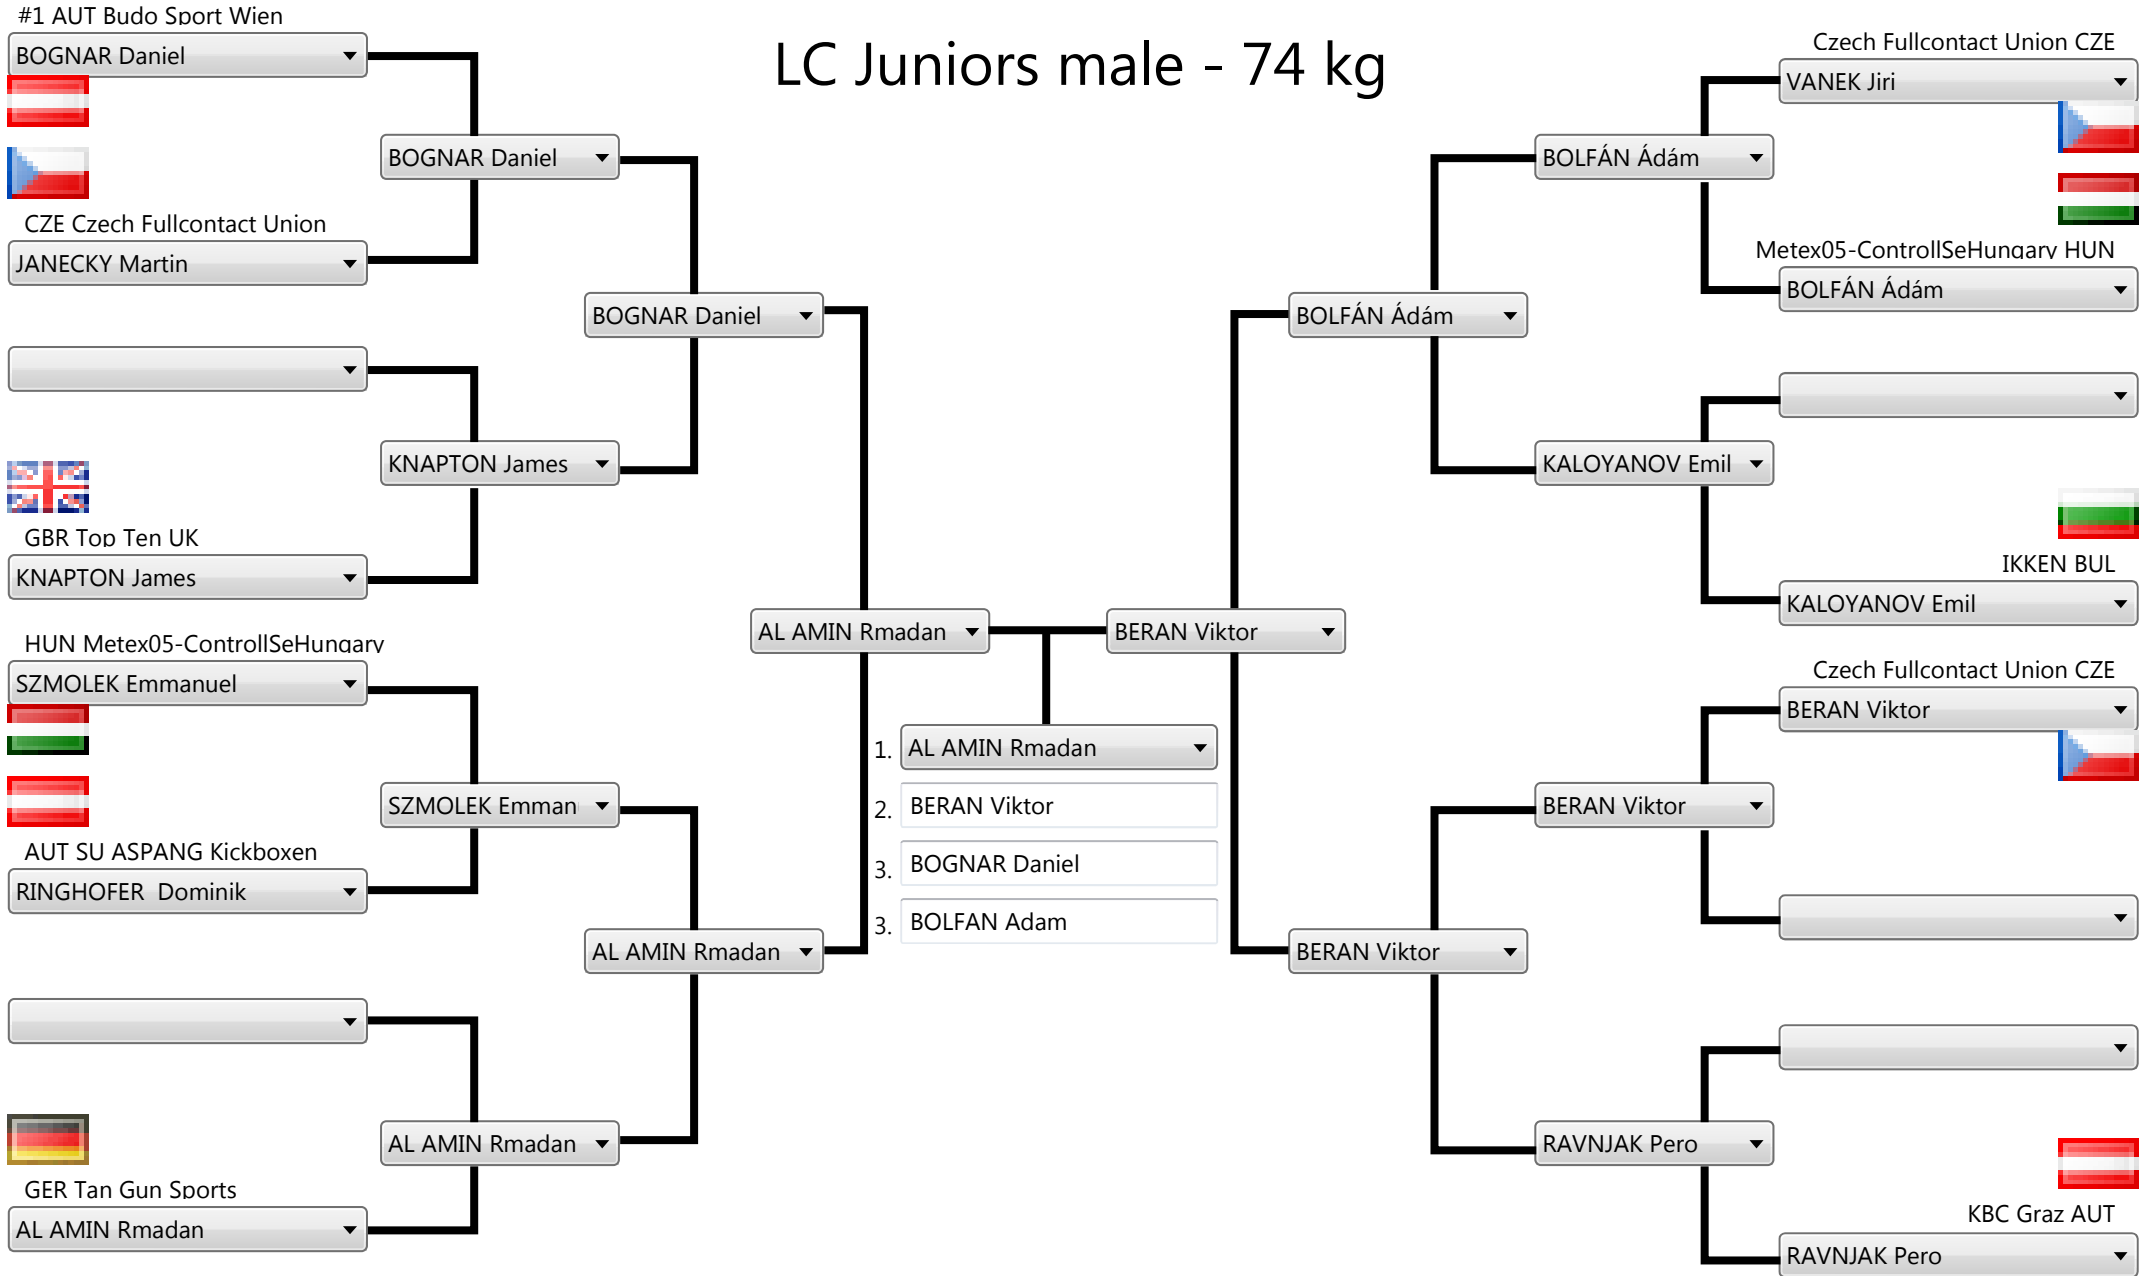 LC Juniors male - 74 kg
#1 AUT Budo Sport Wien
BOGNAR Daniel
CZE Czech Fullcontact Union
JANECKY Martin
GBR Top Ten UK
KNAPTON James
HUN Metex05-ControllSeHungary
SZMOLEK Emmanuel
AUT SU ASPANG Kickboxen
RINGHOFER  Dominik
GER Tan Gun Sports
AL AMIN Rmadan
BOGNAR Daniel
KNAPTON James
SZMOLEK Emman
AL AMIN Rmadan
BOGNAR Daniel
AL AMIN Rmadan
AL AMIN Rmadan
BERAN Viktor
1. AL AMIN Rmadan
2. BERAN Viktor
3. BOGNAR Daniel
3. BOLFAN Adam
BOLFÁN Ádám
BERAN Viktor
BOLFÁN Ádám
KALOYANOV Emil
BERAN Viktor
RAVNJAK Pero
Czech Fullcontact Union CZE
VANEK Jiri
Metex05-ControllSeHungary HUN
BOLFÁN Ádám
IKKEN BUL
KALOYANOV Emil
Czech Fullcontact Union CZE
BERAN Viktor
KBC Graz AUT
RAVNJAK Pero